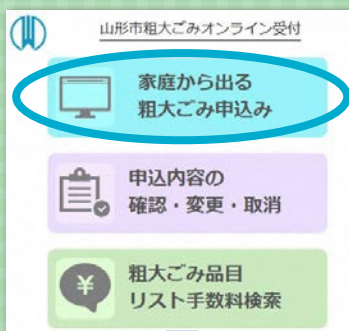 山形市粗大ごみオンライン受付
家庭から出る
粗大ごみ申込み
申込内容の
確認・変更・取消
¥
粗大ごみ品目
リスト手数料検索